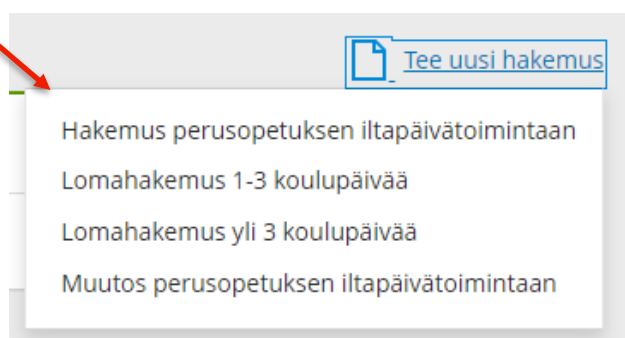 Tee uusi hakemus
Hakemus perusopetuksen iltapäivätoimintaan
Lomahakemus 1-3 koulupäivää
Lomahakemus yli 3 koulupäivää
Muutos perusopetuksen iltapäivätoimintaan